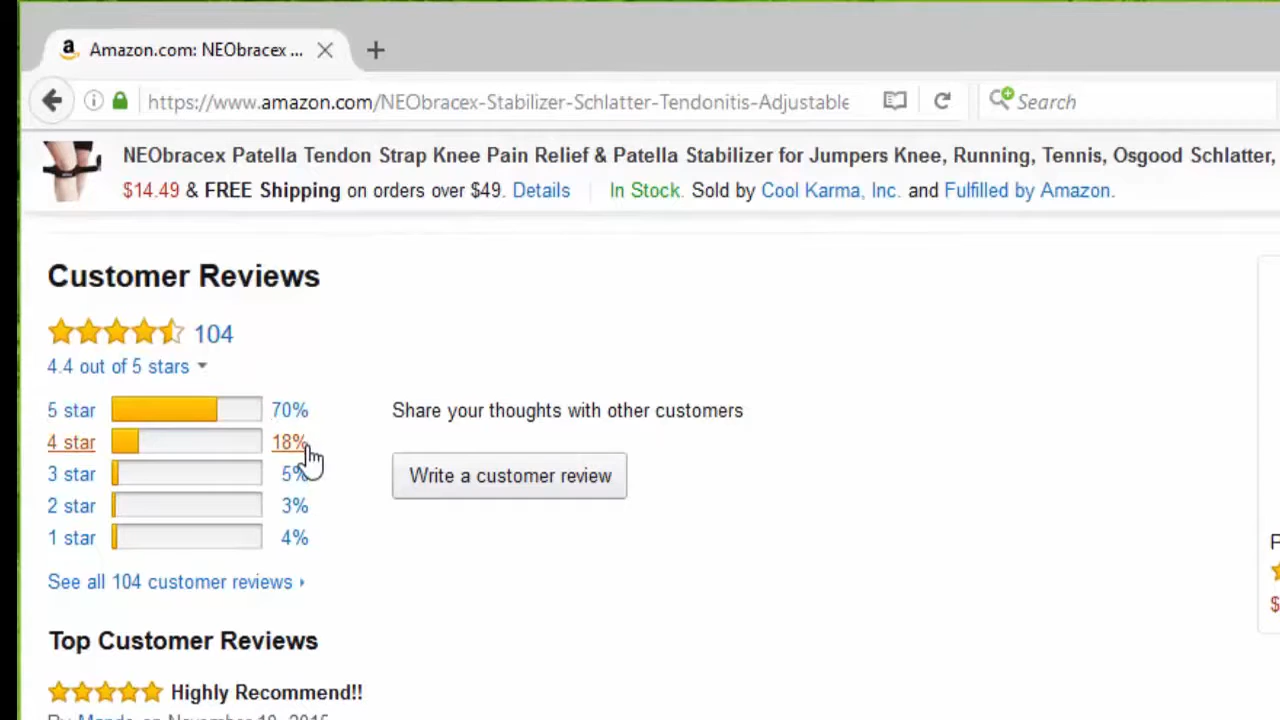 Amazon.com: NEObracex ...
https://www.amazon.com/NEObracex-Stabilizer-Schlatter-Tendonitis-Adjustable
Search
NEObracex Patella Tendon Strap Knee Pain Relief & Patella Stabilizer for Jumpers Knee, Running, Tennis, Osgood Schlatter,
$14.49 & FREE Shipping on orders over $49. Details In Stock. Sold by Cool Karma, Inc. and Fulfilled by Amazon.
Customer Reviews
104
4.4 out of 5 stars
5 star 70%
4 star 18%
3 star 5%
2 star 3%
1 star 4%
Share your thoughts with other customers
Write a customer review
See all 104 customer reviews
Top Customer Reviews
Highly Recommend!!